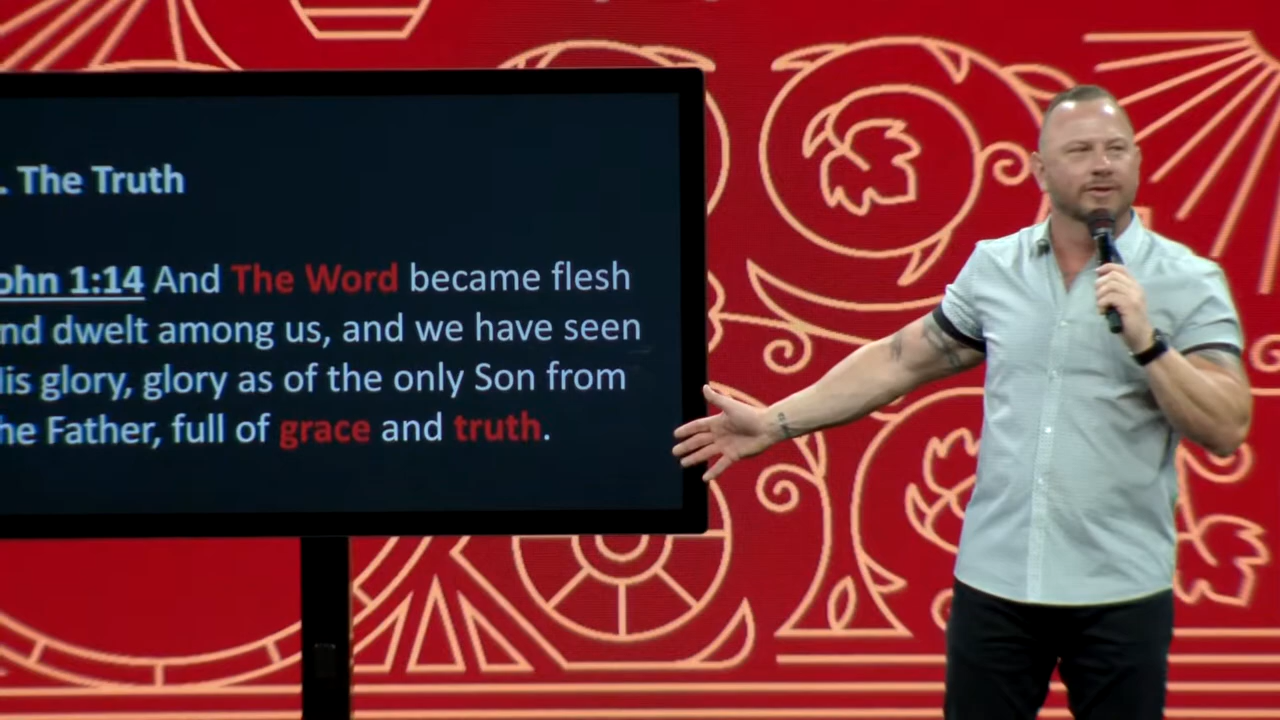 . The Truth
ohn 1:14 And The Word became flesh
nd dwelt among us, and we have seen
is glory, glory as of the only Son from
he Father, full of grace and truth.